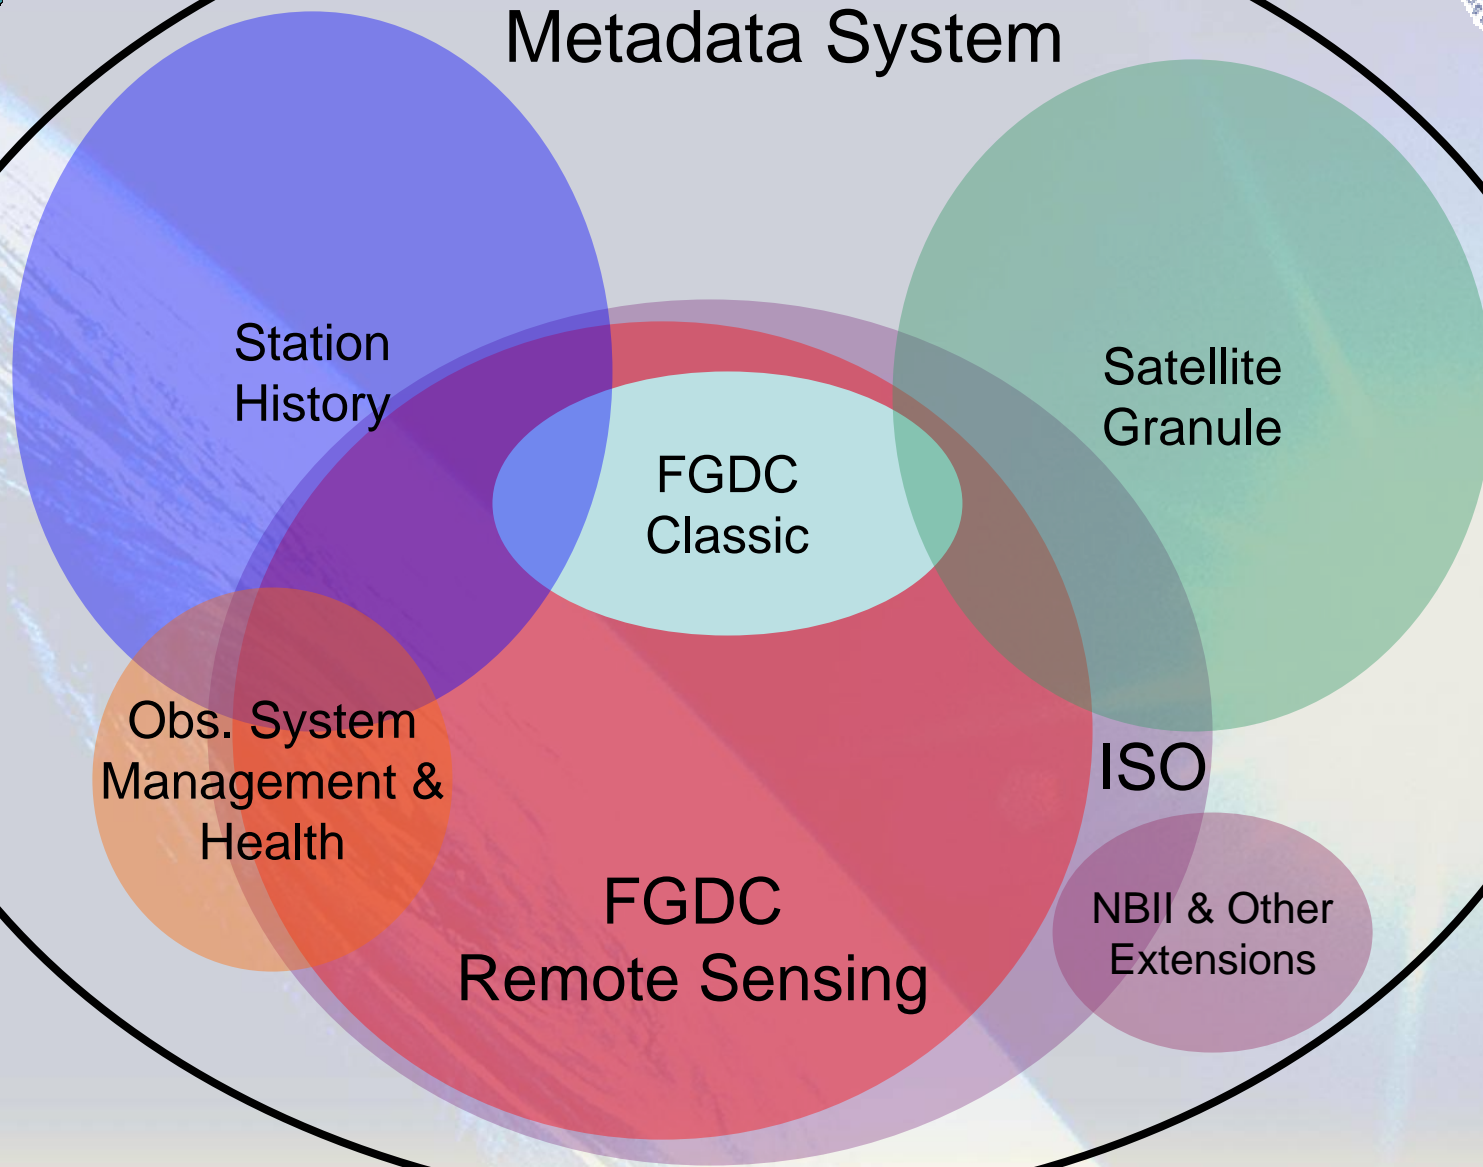 Metadata System
Station
History
Satellite
Granule
FGDC
Classic
Obs. System
Management &
Health
ISO
FGDC
Remote Sensing
NBII & Other
Extensions